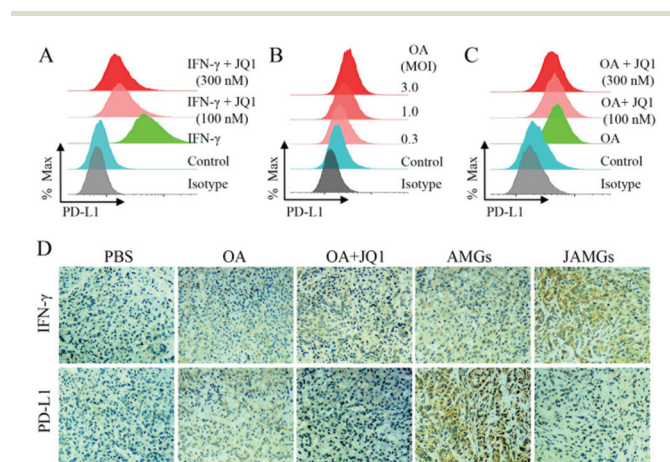 A
IFN-γ + JQ1
(300 nM)
IFN-γ + JQ1
(100 nM)
IFN-γ
Control
Isotype
% Max
PD-L1
B
OA
(MOI)
3.0
1.0
0.3
Control
Isotype
% Max
PD-L1
C
OA + JQ1
(300 nM)
OA+ JQ1
(100 nM)
OA
Control
Isotype
% Max
PD-L1
D
PBS OA OA+JQ1 AMGs JAMGs
IFN-γ
PD-L1